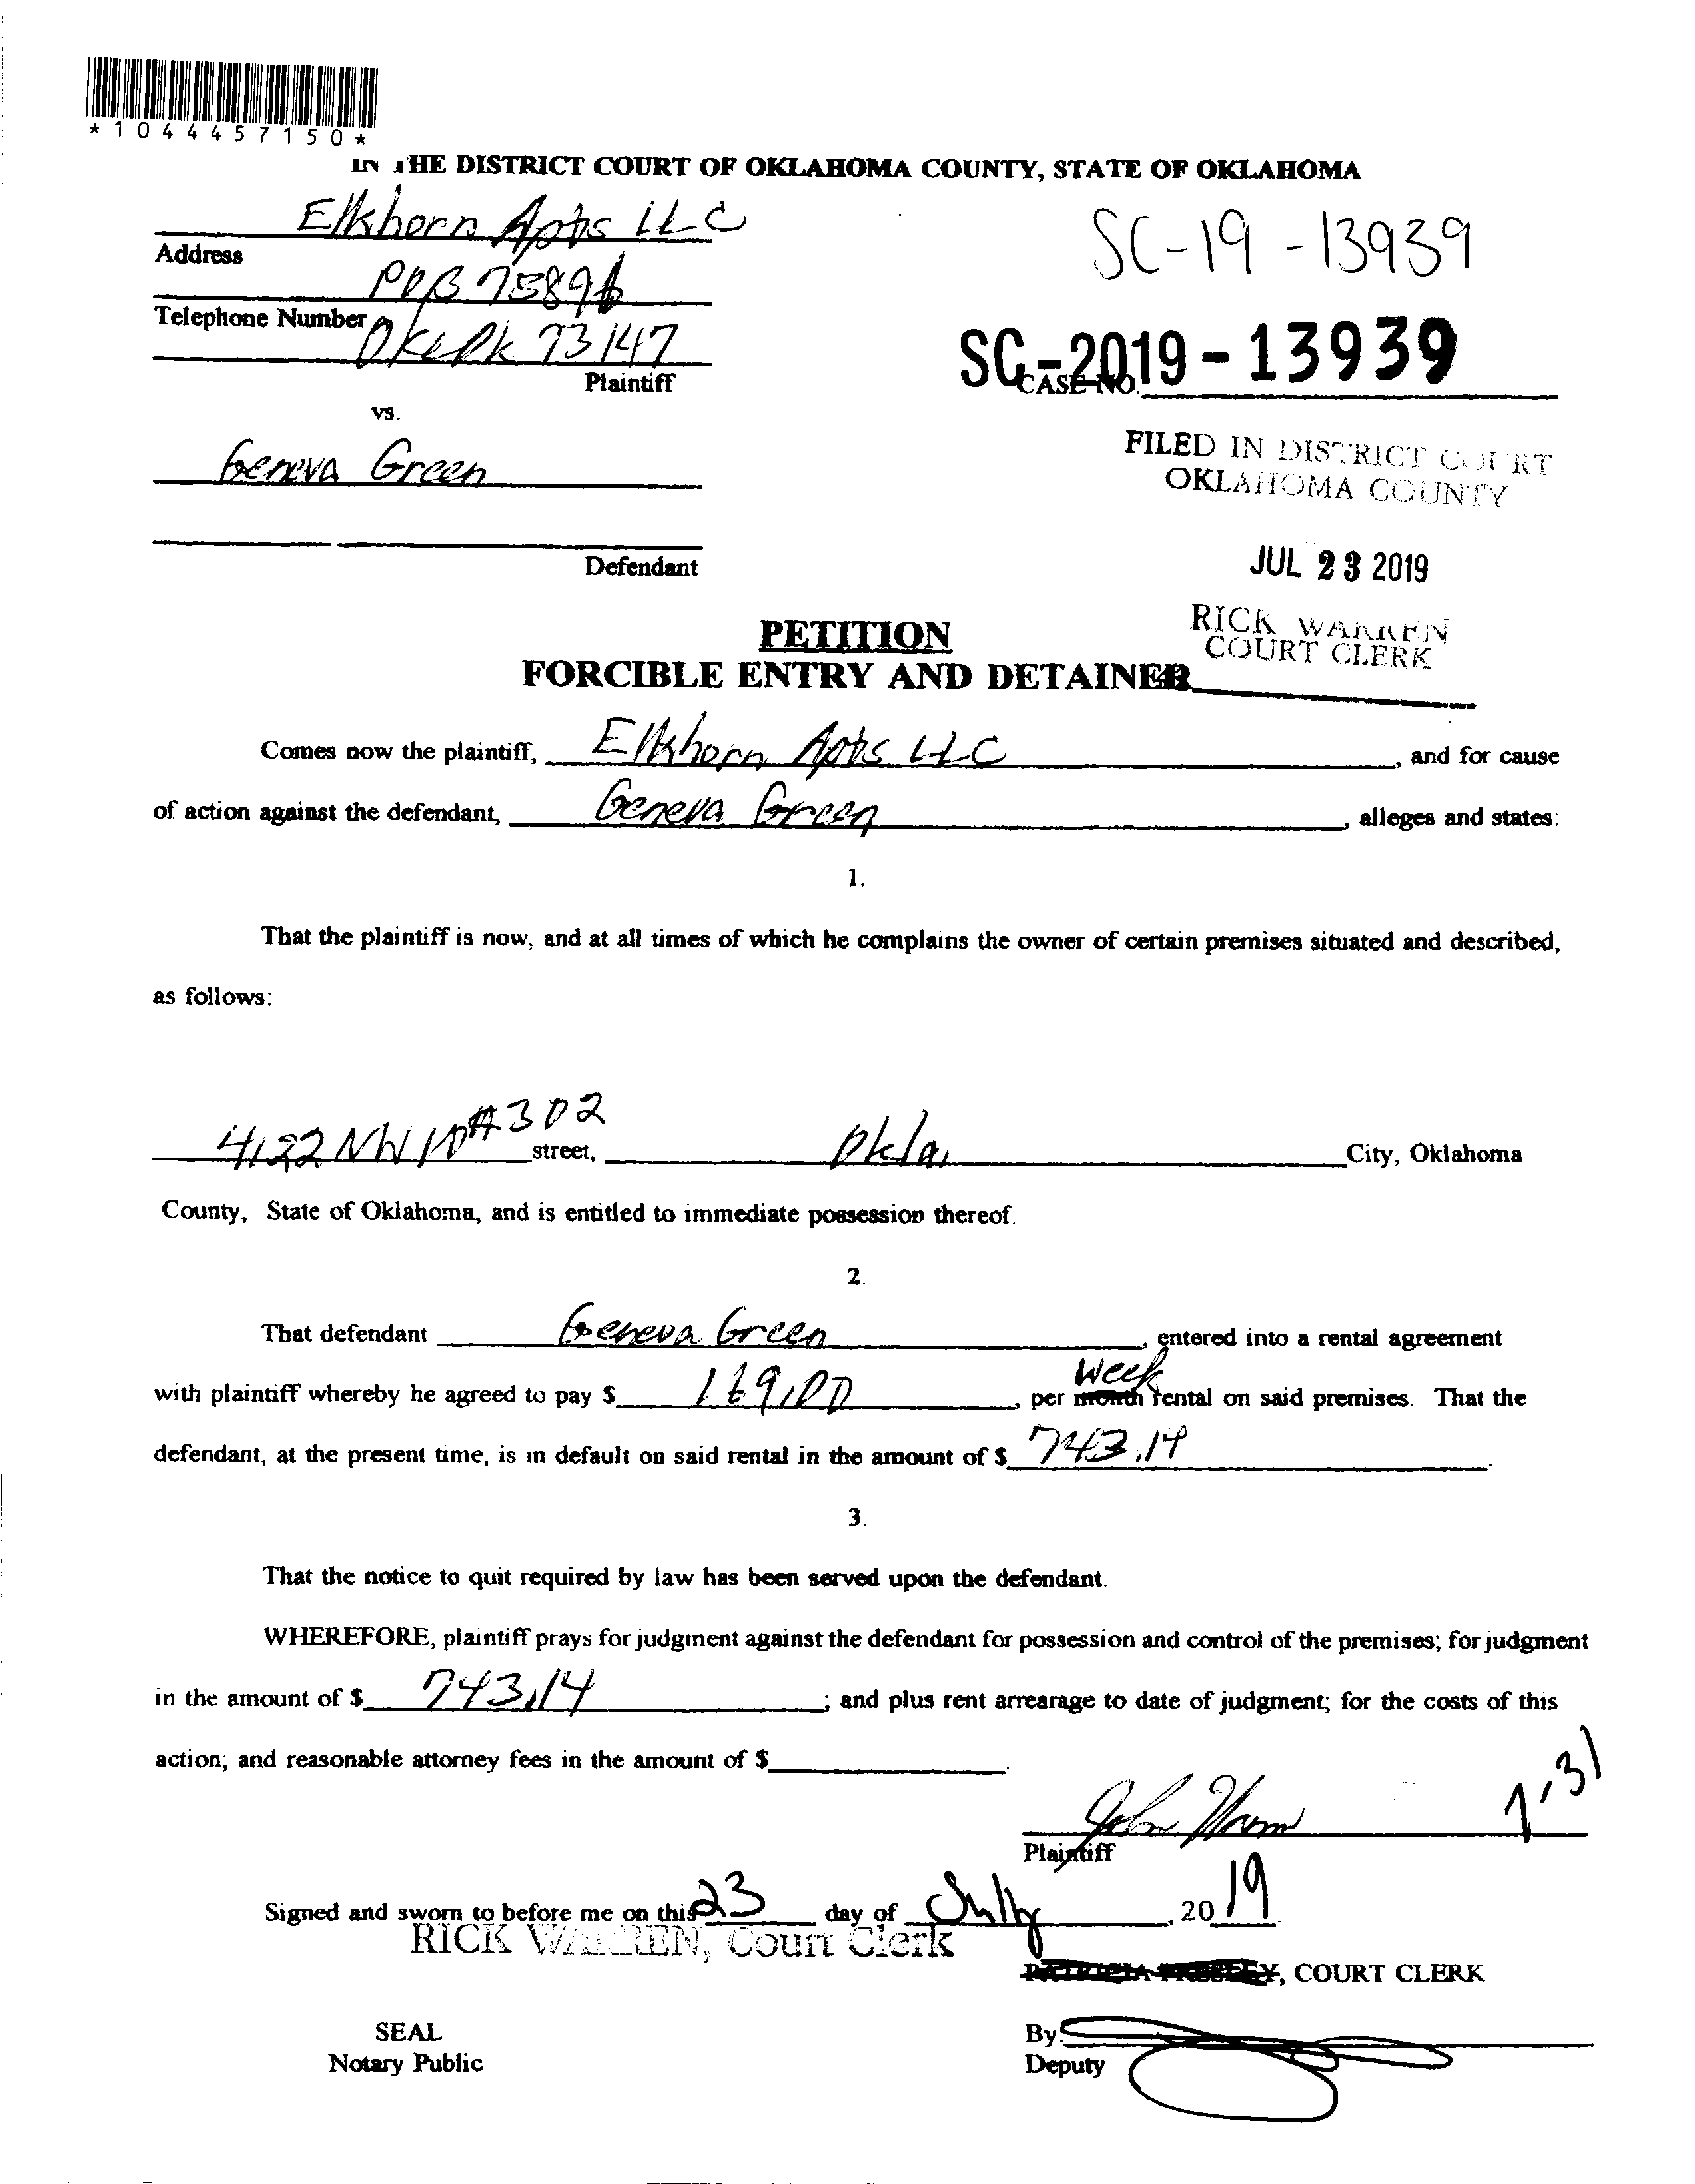 *1044457150*
IN THE DISTRICT COURT OF OKLAHOMA COUNTY, STATE OF OKLAHOMA
Elkhorn Apts LLC
SC-19-13939
Address
POB 75896
Telephone Number
73147
Plaintiff
SC-2019-13939
CASE NO.
vs.
Geneva Green
FILED IN DISTRICT COURT
OKLAHOMA COUNTY
Defendant
JUL 23 2019
PETITION
RICK WARREN
COURT CLERK
FORCIBLE ENTRY AND DETAINER
Comes now the plaintiff, Elkhorn Apts LLC, and for cause
of action against the defendant, Geneva Green, alleges and states:
1.
That the plaintiff is now, and at all times of which he complains the owner of certain premises situated and described,
as follows:
4122 NW 10 #302 street, Okla, City, Oklahoma
County, State of Oklahoma, and is entitled to immediate possession thereof.
2.
That defendant Geneva Green, entered into a rental agreement
Week
with plaintiff whereby he agreed to pay $ 169.00, per month rental on said premises. That the
defendant, at the present time, is in default on said rental in the amount of $ 743.14.
3.
That the notice to quit required by law has been served upon the defendant.
WHEREFORE, plaintiff prays for judgment against the defendant for possession and control of the premises; for judgment
in the amount of $ 743.14; and plus rent arrearage to date of judgment; for the costs of this
action; and reasonable attorney fees in the amount of $
Plaintiff
Signed and sworn to before me on this 23 day of July, 20 19
RICK WARREN, Court Clerk
, COURT CLERK
SEAL
Notary Public
By:
Deputy